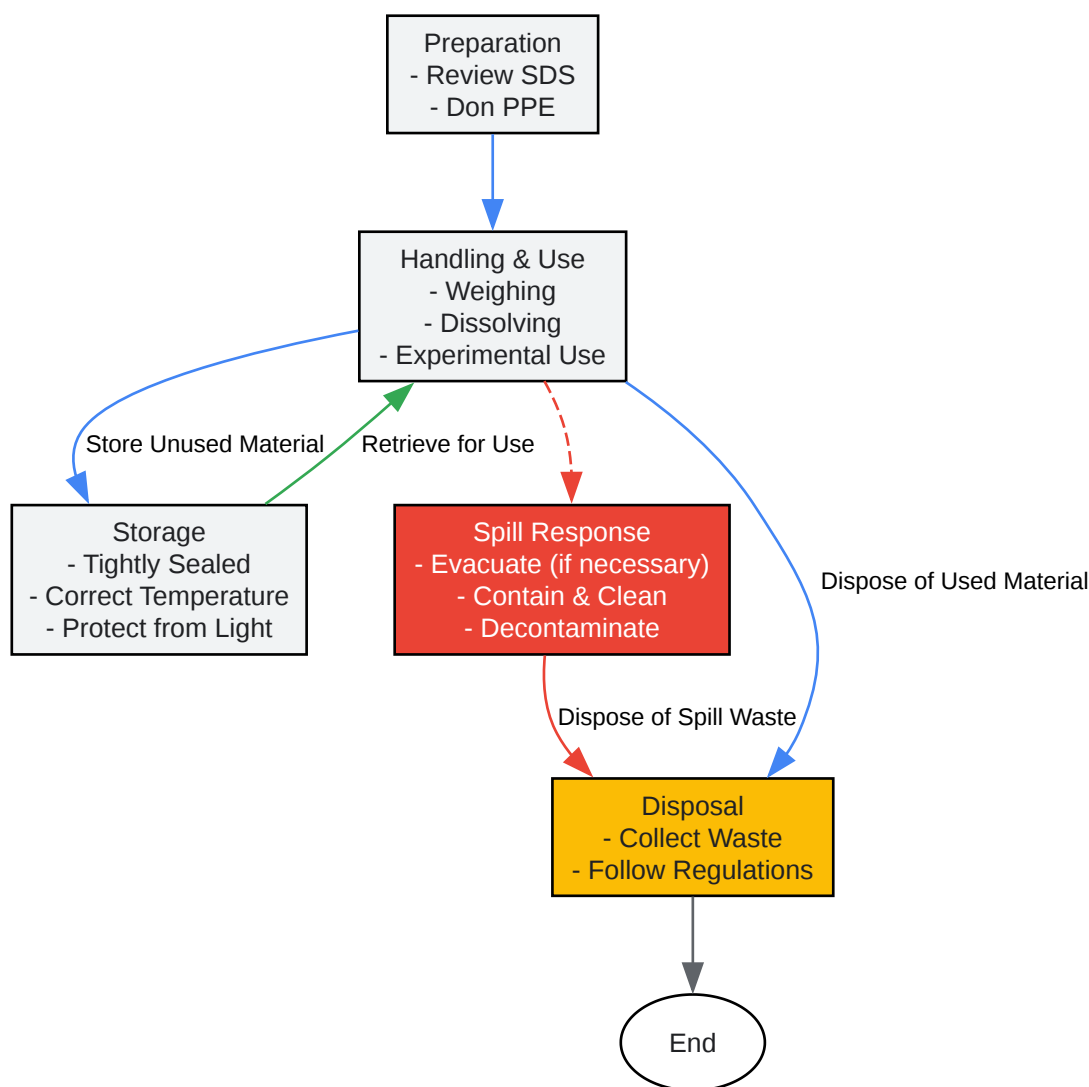 Preparation
- Review SDS
- Don PPE
Handling & Use
- Weighing
- Dissolving
- Experimental Use
Store Unused Material
Retrieve for Use
Storage
- Tightly Sealed
- Correct Temperature
- Protect from Light
Spill Response
- Evacuate (if necessary)
- Contain & Clean
- Decontaminate
Dispose of Used Material
Dispose of Spill Waste
Disposal
- Collect Waste
- Follow Regulations
End